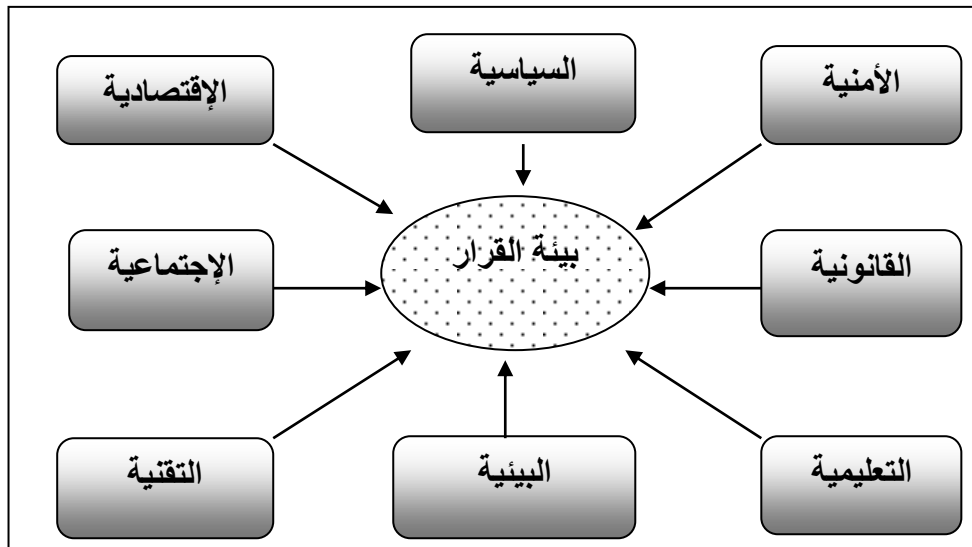 الأمنية
السياسية
الإقتصادية
القانونية
بيئة القرار
الإجتماعية
التعليمية
البيئية
التقنية